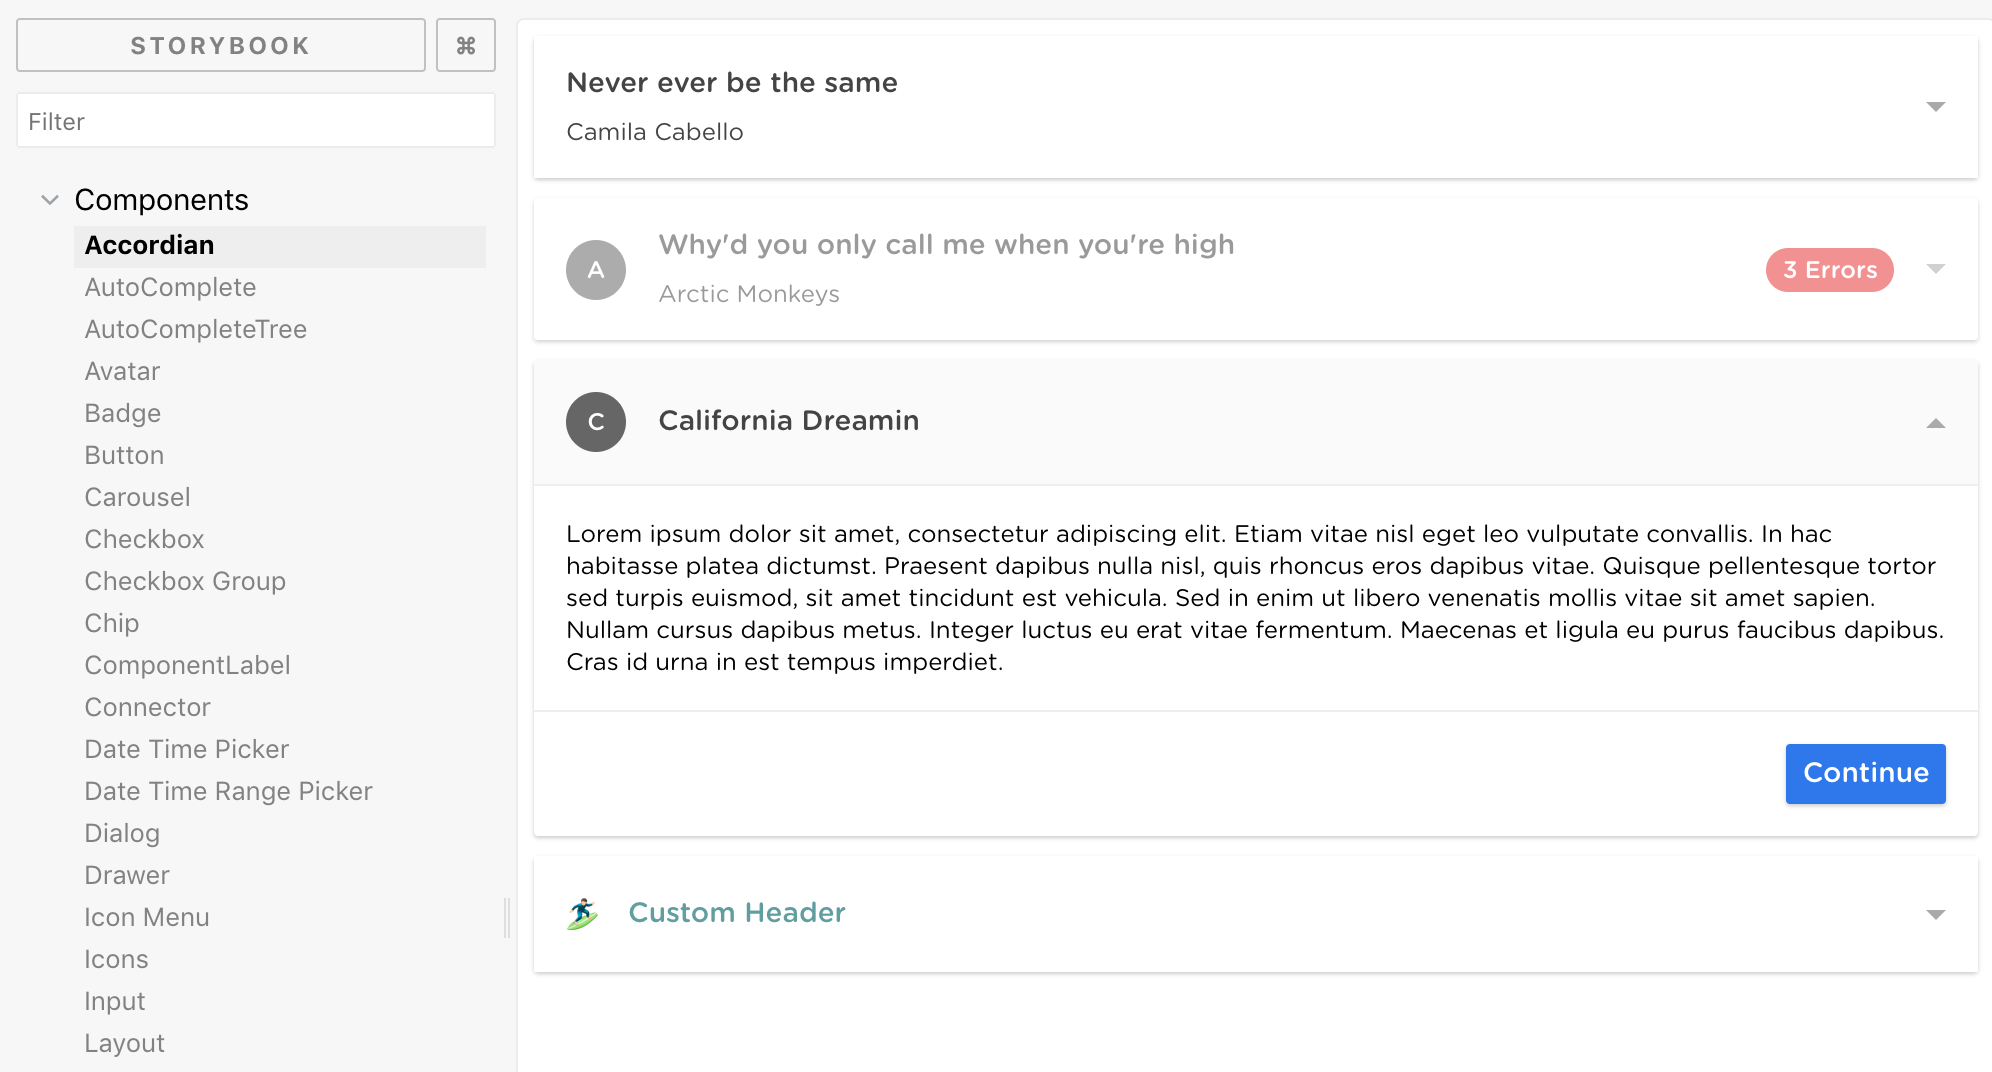 STORYBOOK
⌘
Filter
Components
Accordian
AutoComplete
AutoCompleteTree
Avatar
Badge
Button
Carousel
Checkbox
Checkbox Group
Chip
ComponentLabel
Connector
Date Time Picker
Date Time Range Picker
Dialog
Drawer
Icon Menu
Icons
Input
Layout
Never ever be the same
Camila Cabello
A
Why'd you only call me when you're high
Arctic Monkeys
3 Errors
C
California Dreamin
Lorem ipsum dolor sit amet, consectetur adipiscing elit. Etiam vitae nisl eget leo vulputate convallis. In hac
habitasse platea dictumst. Praesent dapibus nulla nisl, quis rhoncus eros dapibus vitae. Quisque pellentesque tortor
sed turpis euismod, sit amet tincidunt est vehicula. Sed in enim ut libero venenatis mollis vitae sit amet sapien.
Nullam cursus dapibus metus. Integer luctus eu erat vitae fermentum. Maecenas et ligula eu purus faucibus dapibus.
Cras id urna in est tempus imperdiet.
Continue
Custom Header